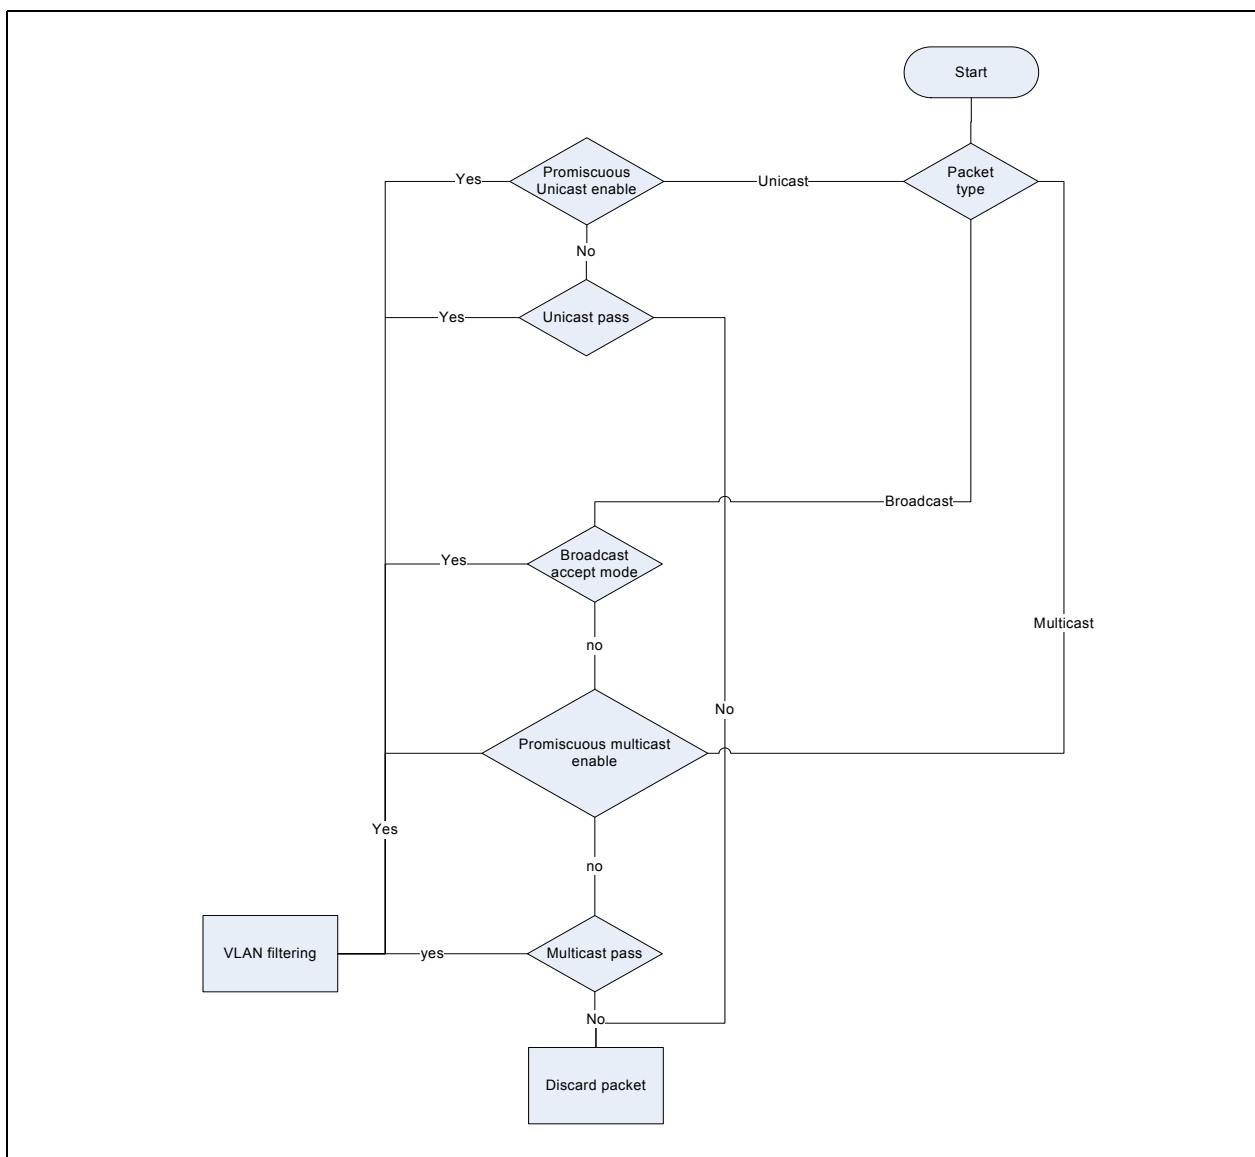 Start
Packet
type
Unicast
Promiscuous
Unicast enable
Yes
No
Unicast pass
Yes
Broadcast
Broadcast
accept mode
Yes
no
Multicast
No
Promiscuous multicast
enable
Yes
no
VLAN filtering
yes
Multicast pass
No
Discard packet